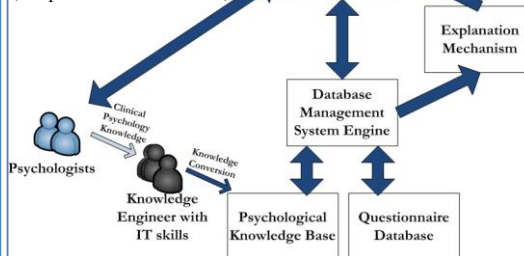 Explanation
Mechanism
Database
Management
System Engine
Clinical
Psychology
Knowledge
Psychologists
Knowledge
Conversion
Knowledge
Engineer with
IT skills
Psychological
Knowledge Base
Questionnaire
Database